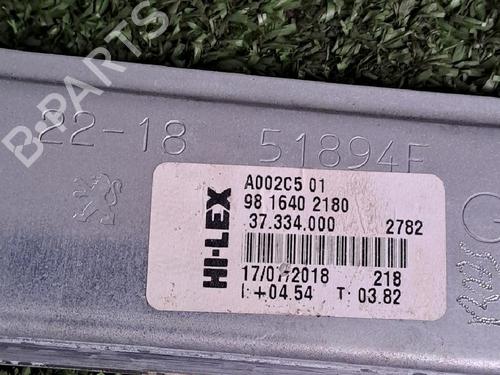 B-PARTS
22-18 51894F
HI-LEX
A002C5 01
98 1640 2180
37.334.000 2782
17/07/2018 218
I: +04.54 T: 03.82